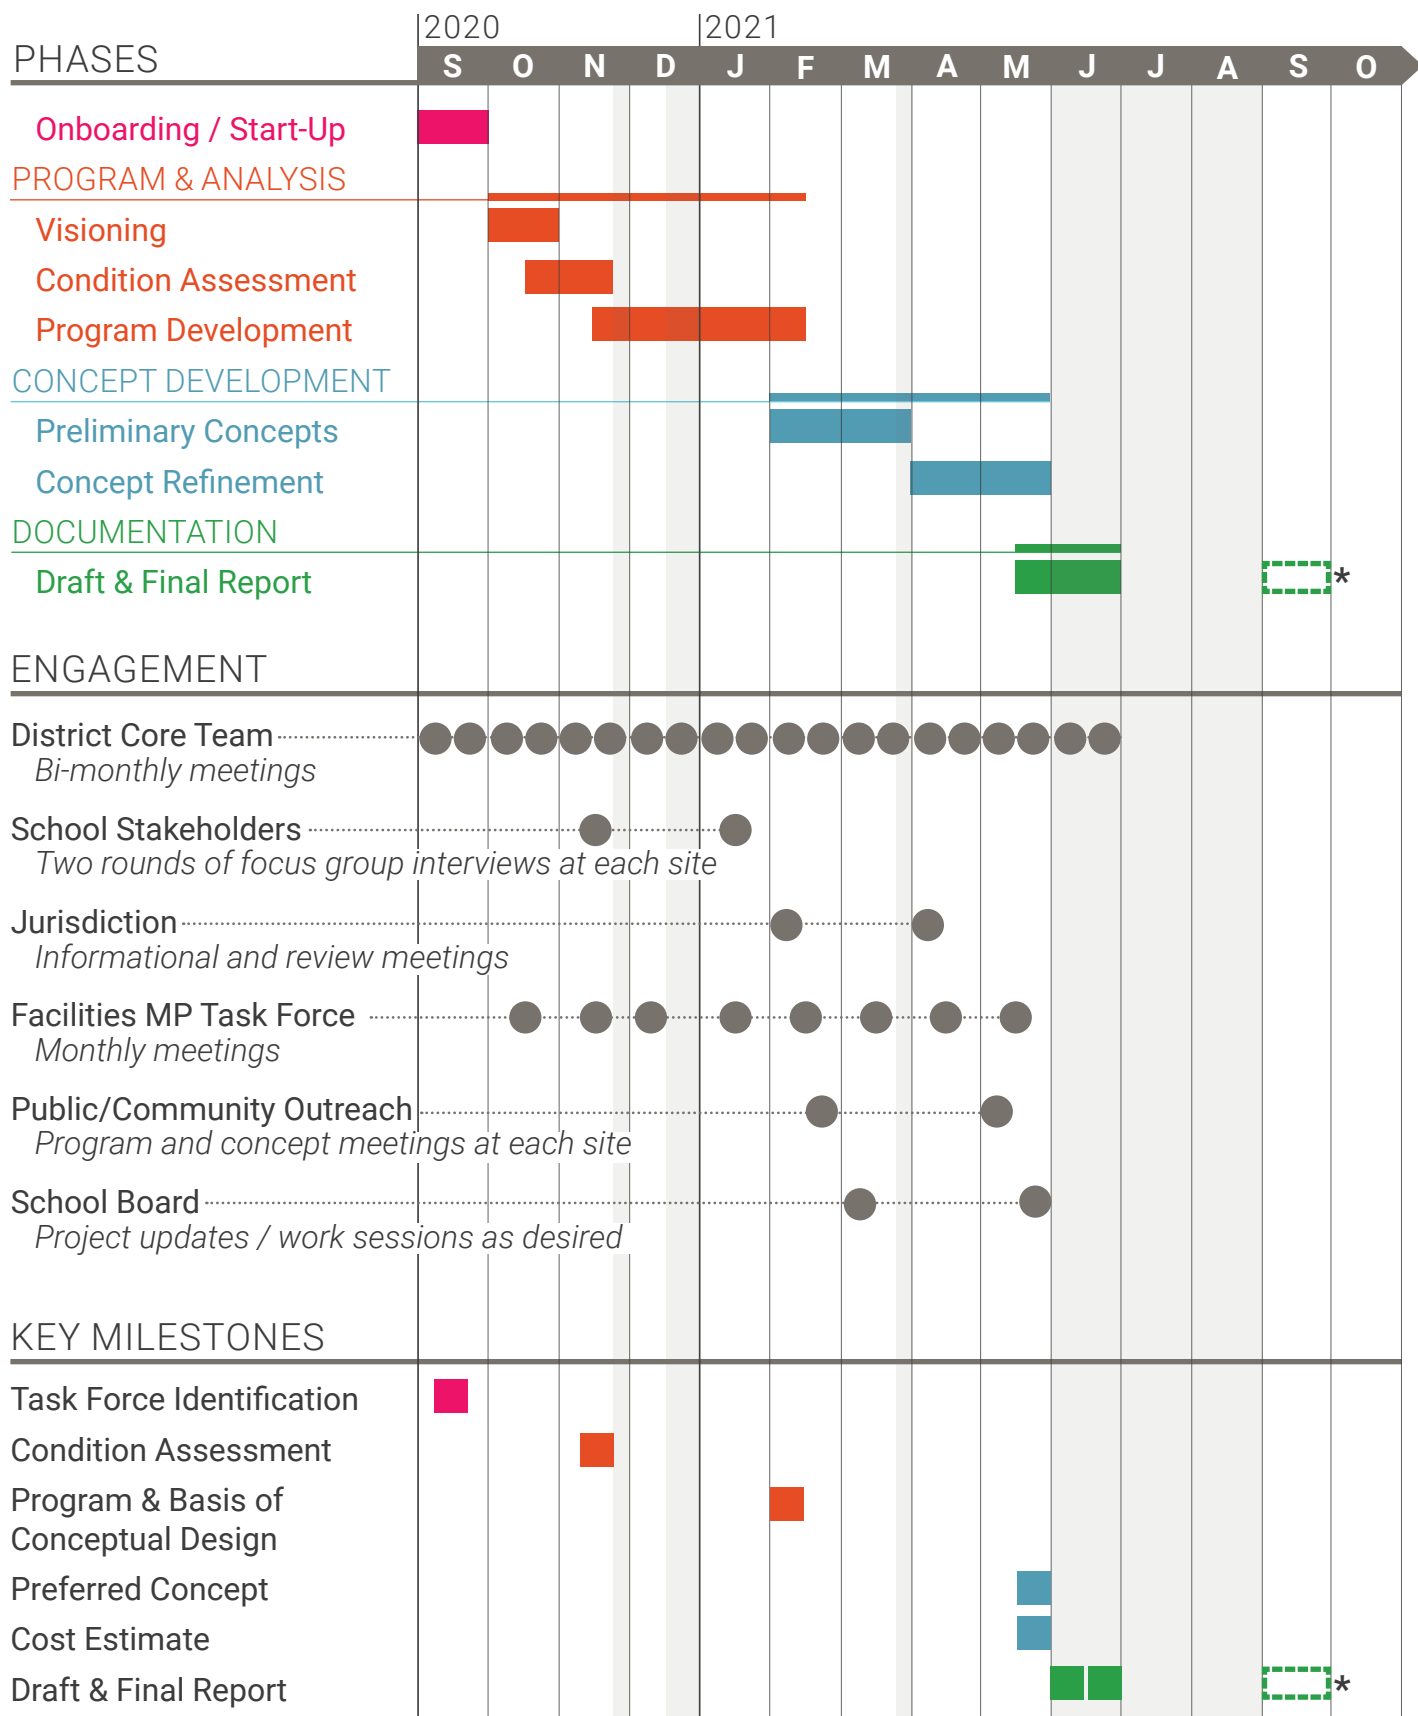 2020 2021
PHASES S O N D J F M A M J J A S O
Onboarding / Start-Up
PROGRAM & ANALYSIS
Visioning
Condition Assessment
Program Development
CONCEPT DEVELOPMENT
Preliminary Concepts
Concept Refinement
DOCUMENTATION
Draft & Final Report *
ENGAGEMENT
District Core Team
Bi-monthly meetings
School Stakeholders
Two rounds of focus group interviews at each site
Jurisdiction
Informational and review meetings
Facilities MP Task Force
Monthly meetings
Public/Community Outreach
Program and concept meetings at each site
School Board
Project updates / work sessions as desired
KEY MILESTONES
Task Force Identification
Condition Assessment
Program & Basis of
Conceptual Design
Preferred Concept
Cost Estimate
Draft & Final Report *